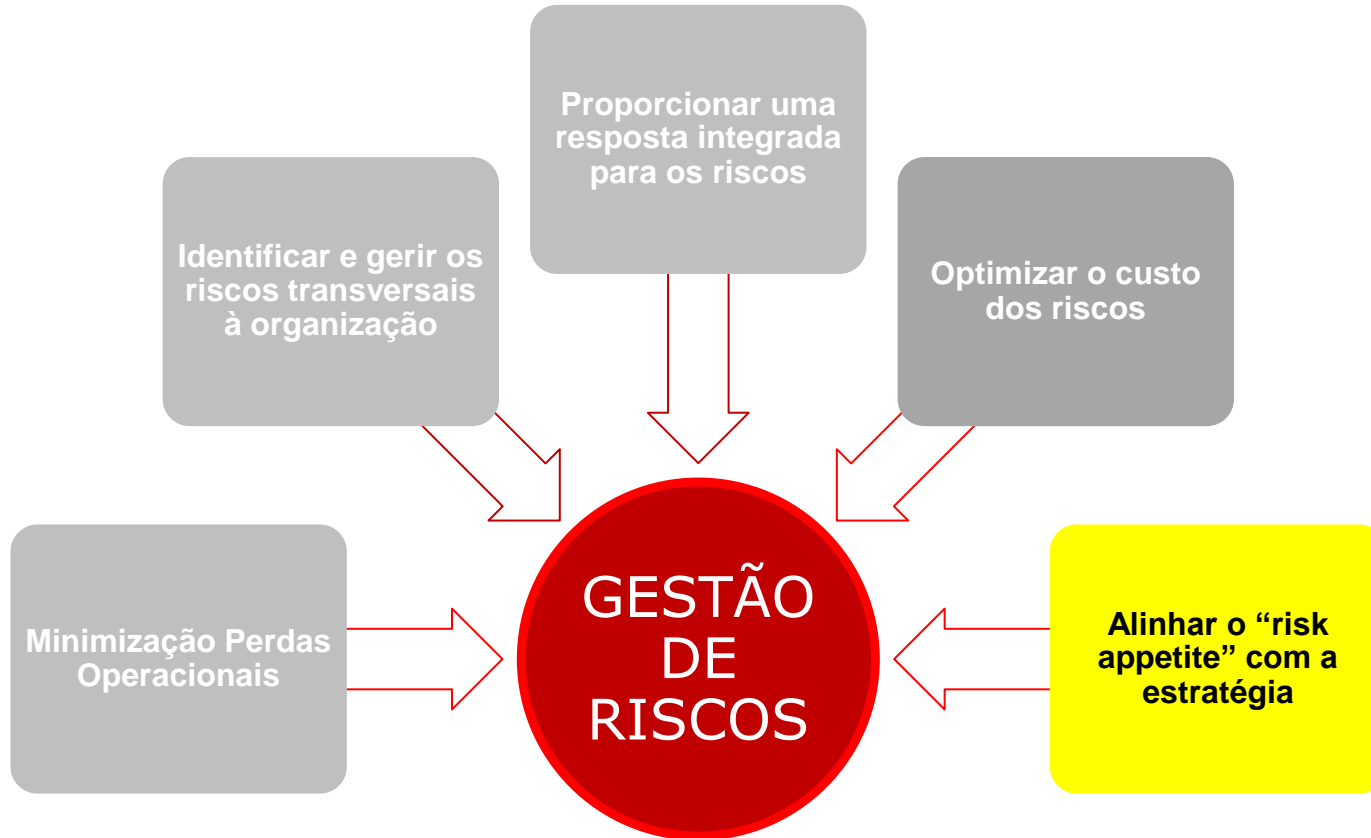 Proporcionar uma
resposta integrada
para os riscos
Identificar e gerir os
riscos transversais
à organização
Optimizar o custo
dos riscos
Minimização Perdas
Operacionais
GESTÃO
DE
RISCOS
Alinhar o “risk
appetite” com a
estratégia